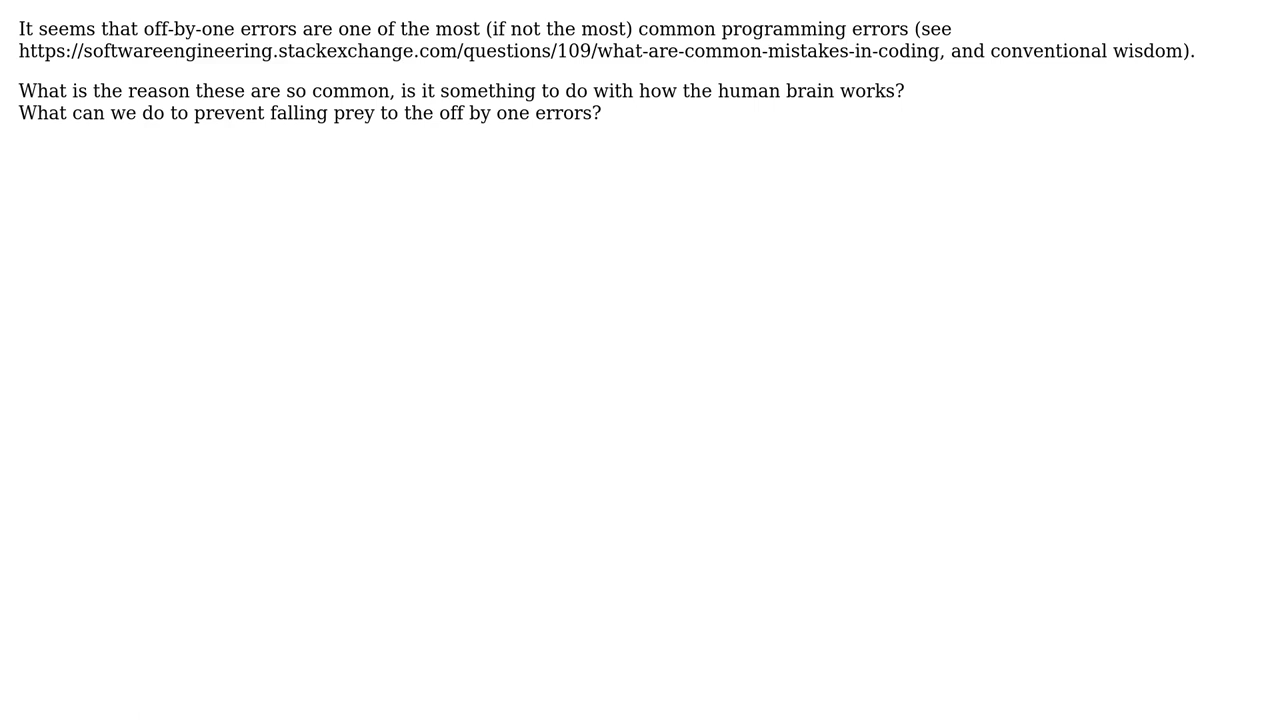 It seems that off-by-one errors are one of the most (if not the most) common programming errors (see
https://softwareengineering.stackexchange.com/questions/109/what-are-common-mistakes-in-coding, and conventional wisdom).
What is the reason these are so common, is it something to do with how the human brain works?
What can we do to prevent falling prey to the off by one errors?